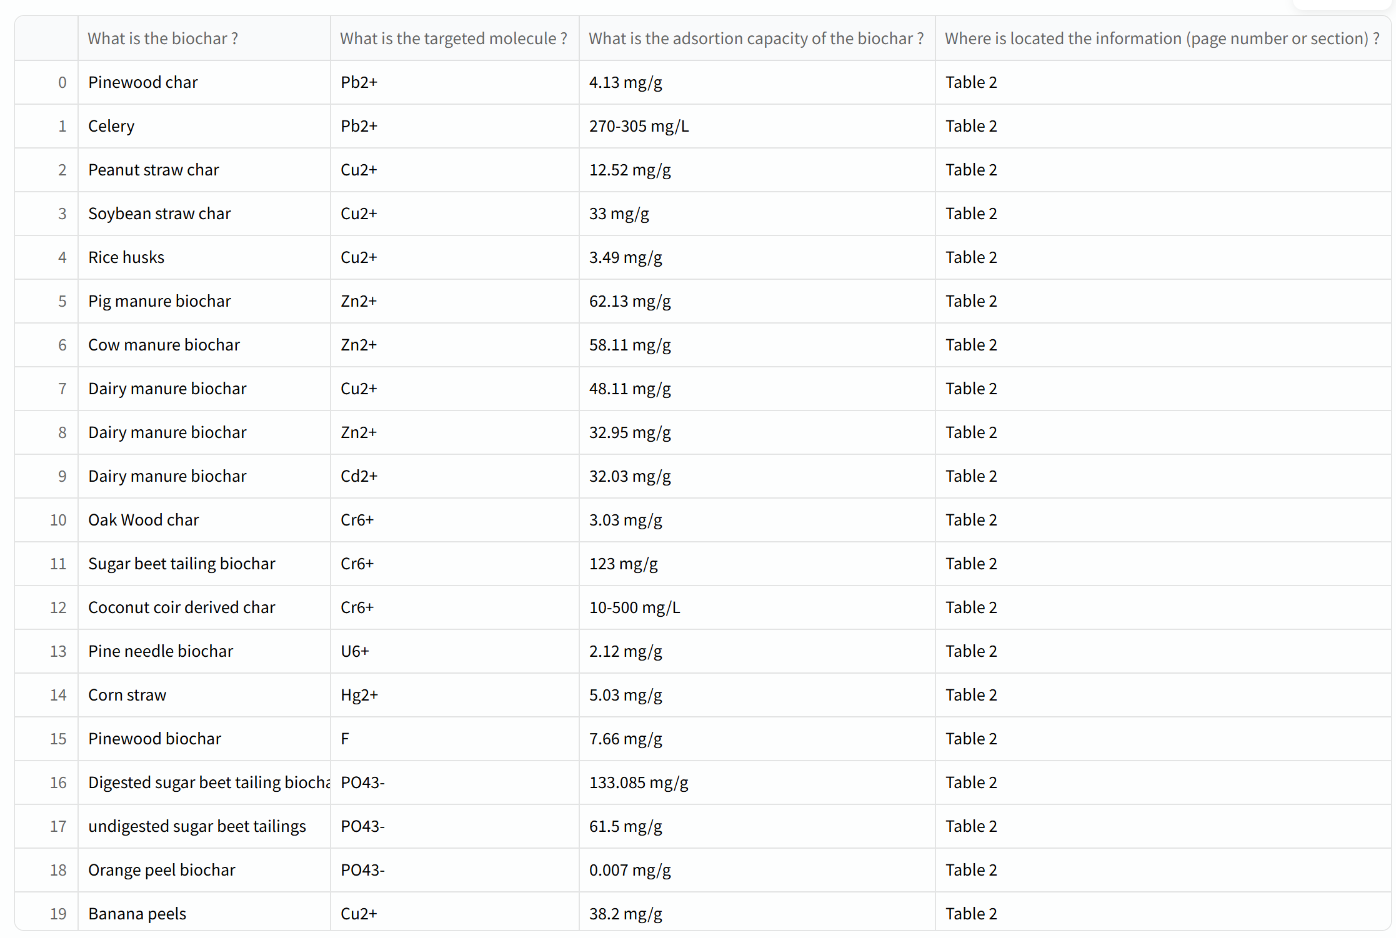 What is the biochar ? What is the targeted molecule ? What is the adsortion capacity of the biochar ? Where is located the information (page number or section) ?
0 Pinewood char Pb2+ 4.13 mg/g Table 2
1 Celery Pb2+ 270-305 mg/L Table 2
2 Peanut straw char Cu2+ 12.52 mg/g Table 2
3 Soybean straw char Cu2+ 33 mg/g Table 2
4 Rice husks Cu2+ 3.49 mg/g Table 2
5 Pig manure biochar Zn2+ 62.13 mg/g Table 2
6 Cow manure biochar Zn2+ 58.11 mg/g Table 2
7 Dairy manure biochar Cu2+ 48.11 mg/g Table 2
8 Dairy manure biochar Zn2+ 32.95 mg/g Table 2
9 Dairy manure biochar Cd2+ 32.03 mg/g Table 2
10 Oak Wood char Cr6+ 3.03 mg/g Table 2
11 Sugar beet tailing biochar Cr6+ 123 mg/g Table 2
12 Coconut coir derived char Cr6+ 10-500 mg/L Table 2
13 Pine needle biochar U6+ 2.12 mg/g Table 2
14 Corn straw Hg2+ 5.03 mg/g Table 2
15 Pinewood biochar F 7.66 mg/g Table 2
16 Digested sugar beet tailing biocha PO43- 133.085 mg/g Table 2
17 undigested sugar beet tailings PO43- 61.5 mg/g Table 2
18 Orange peel biochar PO43- 0.007 mg/g Table 2
19 Banana peels Cu2+ 38.2 mg/g Table 2